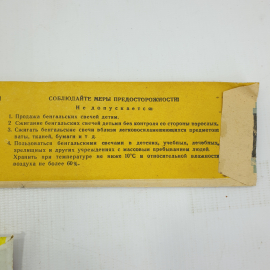 СОБЛЮДАЙТЕ МЕРЫ ПРЕДОСТОРОЖНОСТИ
Не допускается
1. Продажа бенгальских свечей детям.
2. Сжигание бенгальских свечей детьми без контроля со стороны взрослых.
3. Сжигать бенгальские свечи вблизи легковоспламеняющихся предметов:
ваты, тканей, бумаги и т. д.
4. Пользоваться бенгальскими свечами в детских, учебных, лечебных,
зрелищных и других учреждениях с массовым пребыванием людей.
Хранить при температуре не ниже 10°С и относительной влажности
воздуха не более 60%.